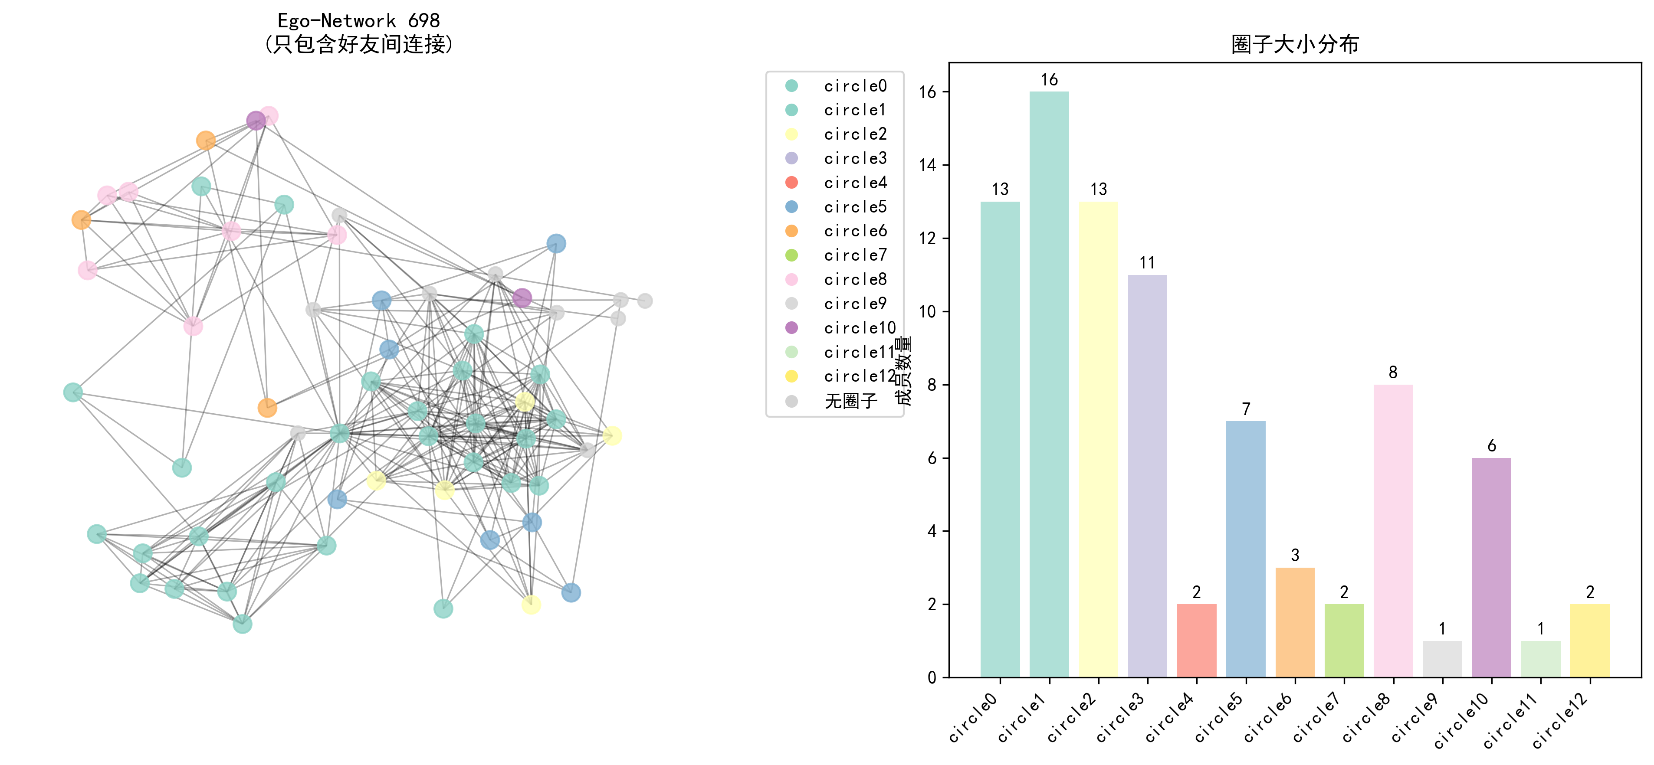 Ego-Network 698
(只包含好友间连接)
circle0
circle1
circle2
circle3
circle4
circle5
circle6
circle7
circle8
circle9
circle10
circle11
circle12
无圈子
圈子大小分布
成员数量
16
14
12
10
8
6
4
2
0
13
16
13
11
2
7
3
2
8
1
6
1
2
circle0
circle1
circle2
circle3
circle4
circle5
circle6
circle7
circle8
circle9
circle10
circle11
circle12